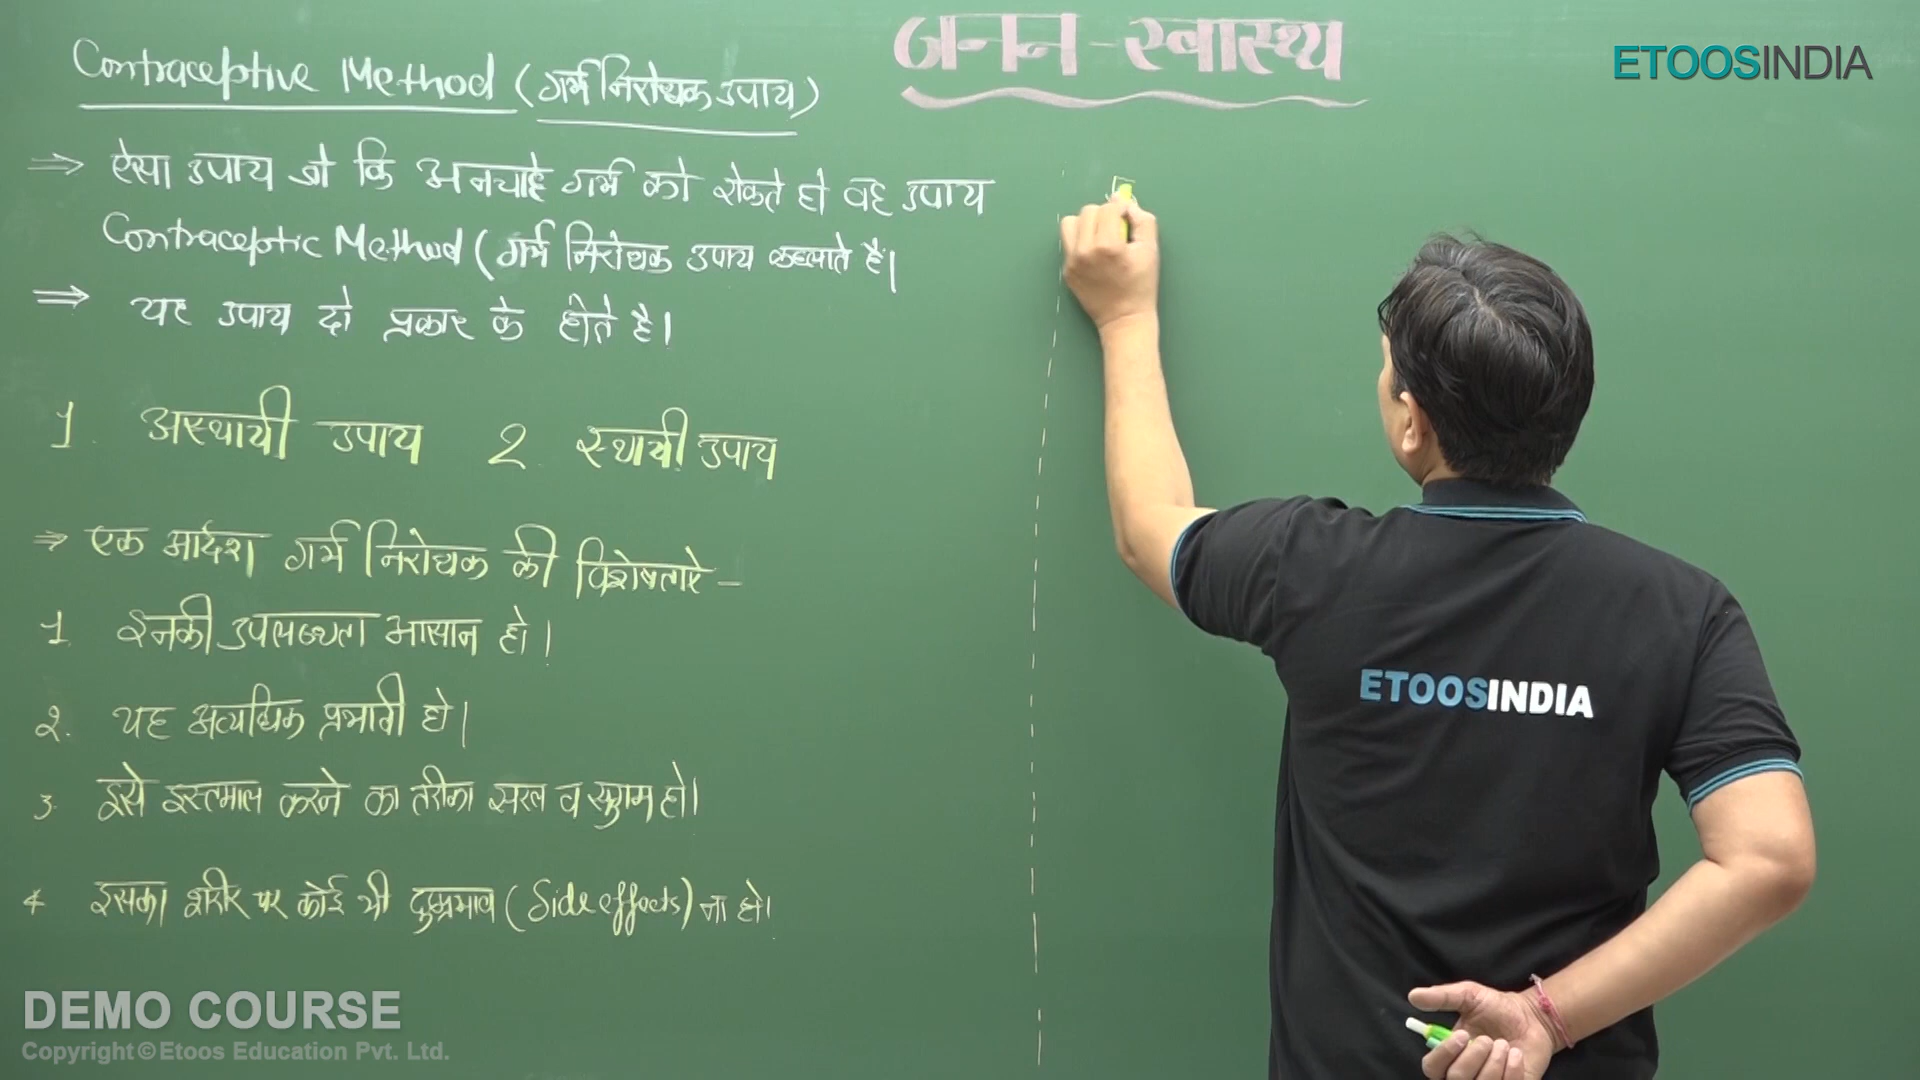 जनन-स्वास्थ्य
ETOOSINDIA
Contraceptive Method (गर्भ निरोधक उपाय)
⇒ ऐसा उपाय जो कि अनचाहे गर्भ को रोकते हो वह उपाय
Contraceptic Method (गर्भ निरोधक उपाय कहलाते है।
⇒ यह उपाय दो प्रकार के होते है।
1. अस्थायी उपाय 2. स्थायी उपाय
⇒ एक आदर्श गर्भ निरोधक की विशेषताऐ -
1 इनकी उपलब्धता आसान हो।
2. यह अत्यधिक प्रभावी हो।
3. इसे इस्तमाल करने का तरीका सरल व सुगम हो।
4 इसका शरीर पर कोई भी दुष्प्रभाव (Side effects) ना हो।
ETOOSINDIA
DEMO COURSE
Copyright © Etoos Education Pvt. Ltd.